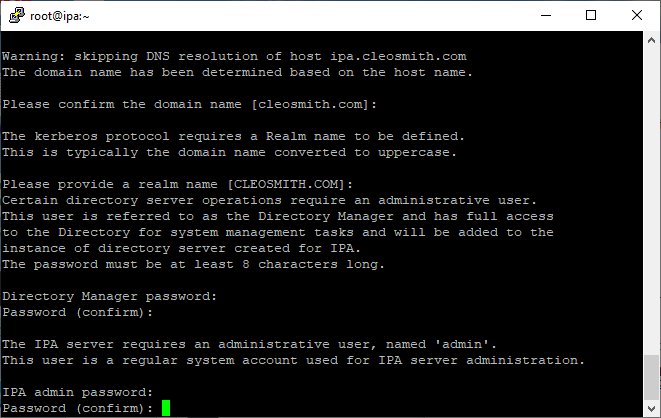 root@ipa:~
Warning: skipping DNS resolution of host ipa.cleosmith.com
The domain name has been determined based on the host name.
Please confirm the domain name [cleosmith.com]:
The kerberos protocol requires a Realm name to be defined.
This is typically the domain name converted to uppercase.
Please provide a realm name [CLEOSMITH.COM]:
Certain directory server operations require an administrative user.
This user is referred to as the Directory Manager and has full access
to the Directory for system management tasks and will be added to the
instance of directory server created for IPA.
The password must be at least 8 characters long.
Directory Manager password:
Password (confirm):
The IPA server requires an administrative user, named 'admin'.
This user is a regular system account used for IPA server administration.
IPA admin password:
Password (confirm):